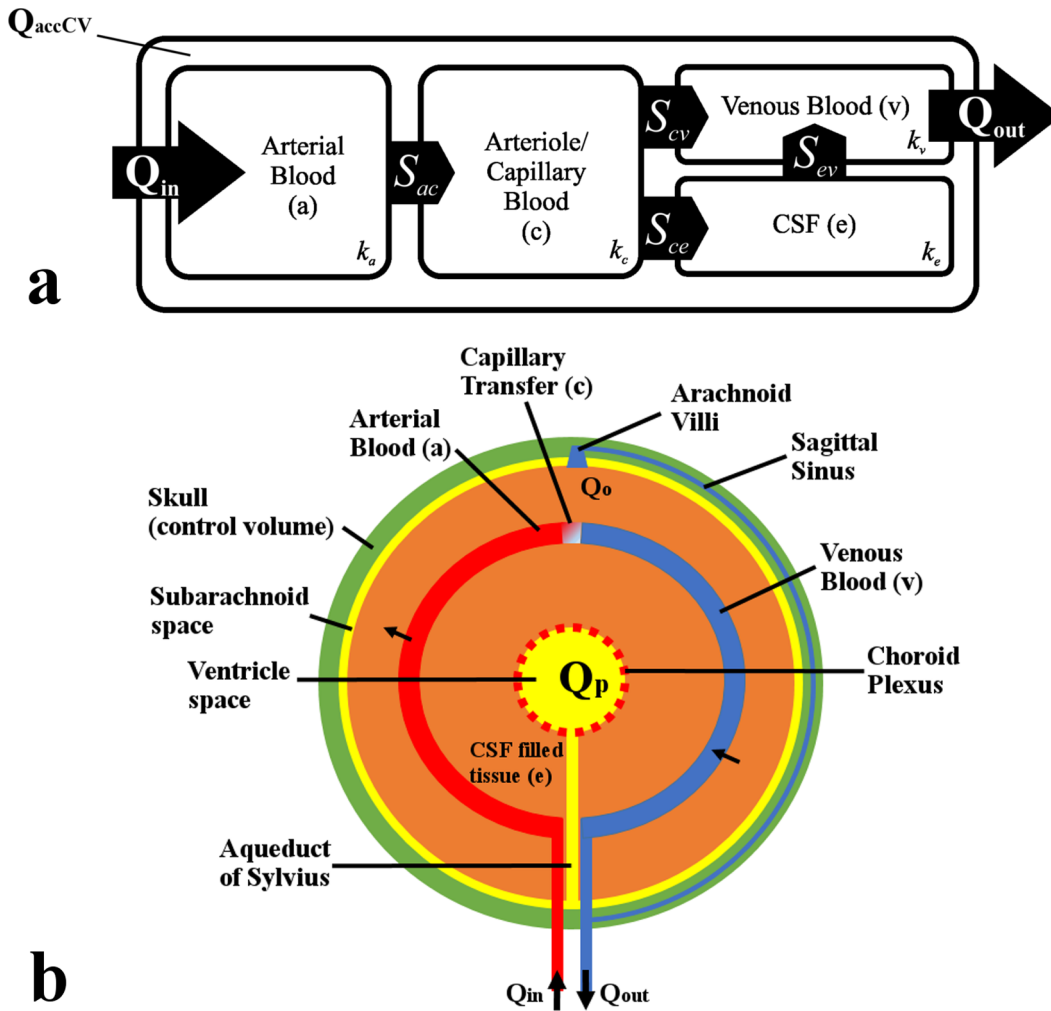 QaccCV
Qin
Arterial
Blood
(a)
ka
Sac
Arteriole/
Capillary
Blood
(c)
kc
Scv
Sce
Venous Blood (v)
kv
Sev
CSF (e)
ke
Qout
a
Capillary
Transfer (c)
Arterial
Blood (a)
Arachnoid
Villi
Sagittal
Sinus
Skull
(control volume)
Qo
Venous
Blood (v)
Subarachnoid
space
Ventricle
space
Qp
Choroid
Plexus
CSF filled
tissue (e)
Aqueduct
of Sylvius
b
Qin
Qout